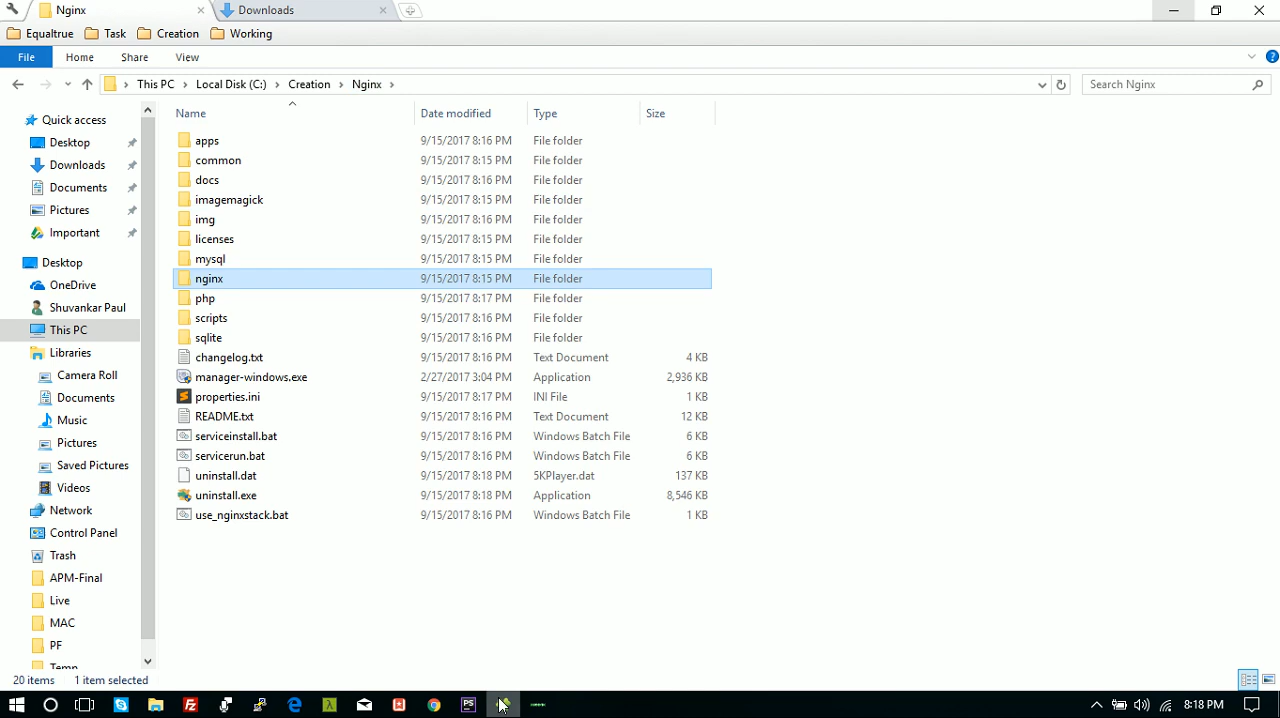 Nginx
Downloads
Equaltrue Task Creation Working
File Home Share View
This PC Local Disk (C:) Creation Nginx
Search Nginx
Name Date modified Type Size
Quick access
Desktop
Downloads
Documents
Pictures
Important
Desktop
OneDrive
Shuvankar Paul
This PC
Libraries
Camera Roll
Documents
Music
Pictures
Saved Pictures
Videos
Network
Control Panel
Trash
APM-Final
Live
MAC
PF
Temp
apps 9/15/2017 8:16 PM File folder
common 9/15/2017 8:15 PM File folder
docs 9/15/2017 8:16 PM File folder
imagemagick 9/15/2017 8:15 PM File folder
img 9/15/2017 8:16 PM File folder
licenses 9/15/2017 8:15 PM File folder
mysql 9/15/2017 8:15 PM File folder
nginx 9/15/2017 8:15 PM File folder
php 9/15/2017 8:17 PM File folder
scripts 9/15/2017 8:16 PM File folder
sqlite 9/15/2017 8:16 PM File folder
changelog.txt 9/15/2017 8:16 PM Text Document 4 KB
manager-windows.exe 2/27/2017 3:04 PM Application 2,936 KB
properties.ini 9/15/2017 8:17 PM INI File 1 KB
README.txt 9/15/2017 8:16 PM Text Document 12 KB
serviceinstall.bat 9/15/2017 8:16 PM Windows Batch File 6 KB
servicerun.bat 9/15/2017 8:16 PM Windows Batch File 6 KB
uninstall.dat 9/15/2017 8:18 PM 5KPlayer.dat 137 KB
uninstall.exe 9/15/2017 8:18 PM Application 8,546 KB
use_nginxstack.bat 9/15/2017 8:16 PM Windows Batch File 1 KB
20 items 1 item selected
8:18 PM